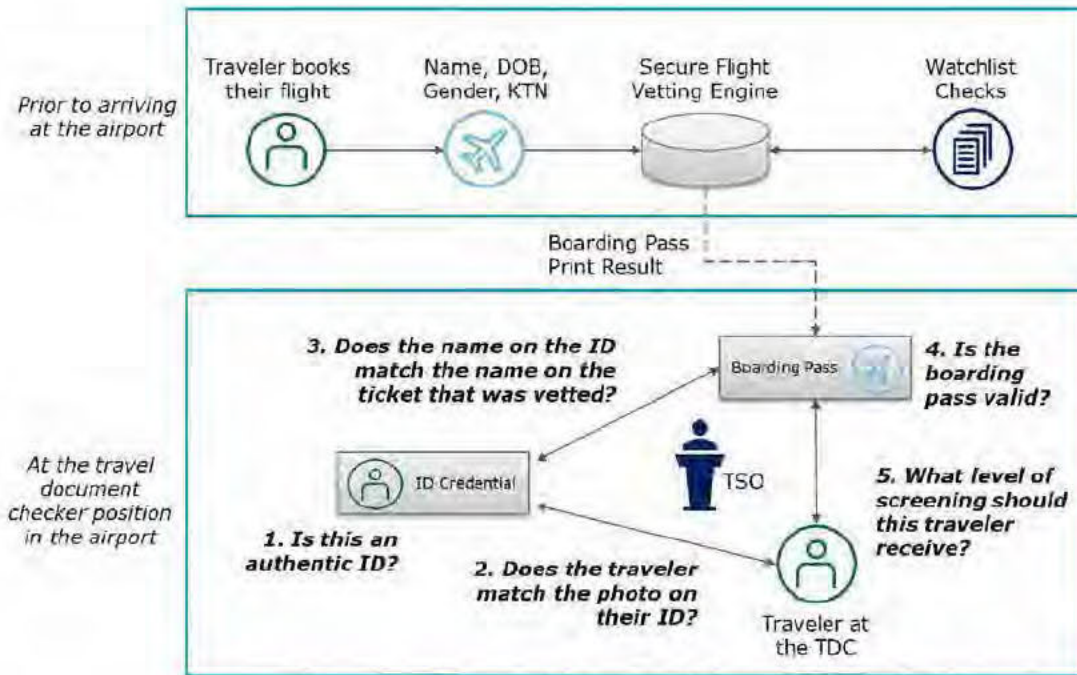 Prior to arriving
at the airport
Traveler books
their flight
Name, DOB,
Gender, KTN
Secure Flight
Vetting Engine
Watchlist
Checks
Boarding Pass
Print Result
At the travel
document
checker position
in the airport
3. Does the name on the ID
match the name on the
ticket that was vetted?
Boarding Pass
4. Is the
boarding
pass valid?
ID Credential
TSO
1. Is this an
authentic ID?
2. Does the traveler
match the photo on
their ID?
5. What level of
screening should
this traveler
receive?
Traveler at
the TDC